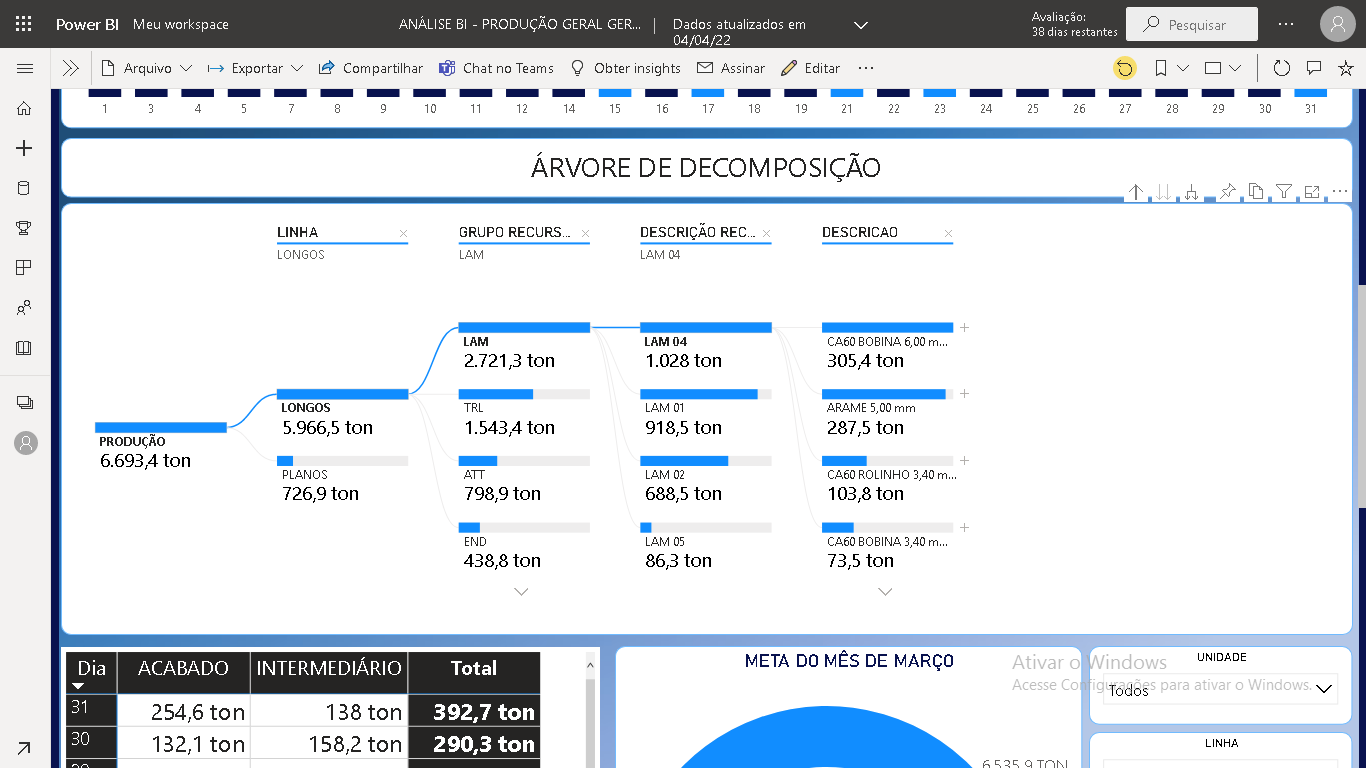 Power BI Meu workspace ANÁLISE BI - PRODUÇÃO GERAL GER... Dados atualizados em 04/04/22 Avaliação: 38 dias restantes Pesquisar
Arquivo Exportar Compartilhar Chat no Teams Obter insights Assinar Editar
1 3 4 5 7 8 9 10 11 12 14 15 16 17 18 19 21 22 23 24 25 26 27 28 29 30 31
ÁRVORE DE DECOMPOSIÇÃO
LINHA GRUPO RECURS... DESCRIÇÃO REC... DESCRICAO
LONGOS LAM LAM 04
LAM LAM 04 CA60 BOBINA 6,00 m...
2.721,3 ton 1.028 ton 305,4 ton
LONGOS TRL LAM 01 ARAME 5,00 mm
5.966,5 ton 1.543,4 ton 918,5 ton 287,5 ton
PRODUÇÃO
6.693,4 ton
PLANOS ATT LAM 02 CA60 ROLINHO 3,40 m...
726,9 ton 798,9 ton 688,5 ton 103,8 ton
END LAM 05 CA60 BOBINA 3,40 m...
438,8 ton 86,3 ton 73,5 ton
Dia ACABADO INTERMEDIÁRIO Total
31 254,6 ton 138 ton 392,7 ton
30 132,1 ton 158,2 ton 290,3 ton
META DO MÊS DE MARÇO
6.535,9 TON
UNIDADE
Todos
LINHA
Ativar o Windows
Acesse Configurações para ativar o Windows.